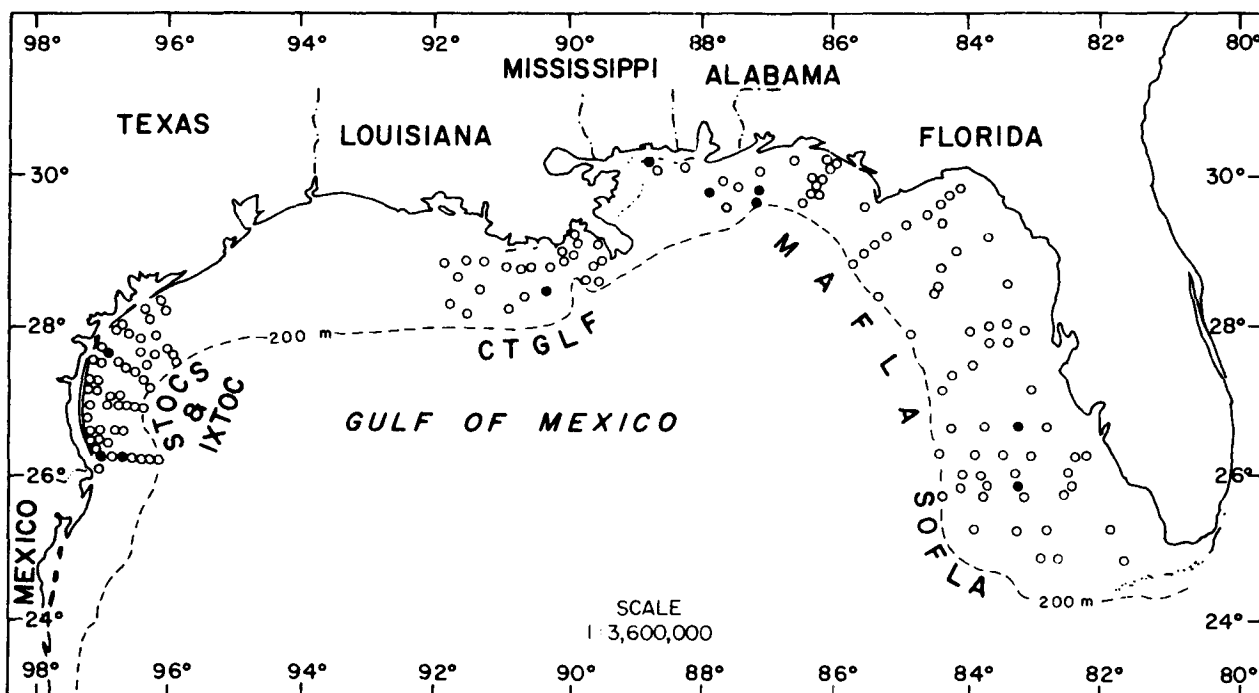 98° 96° 94° 92° 90° 88° 86° 84° 82° 80°
MISSISSIPPI ALABAMA
TEXAS LOUISIANA FLORIDA
30° 30°
MAFLA
28° 28°
200 m
CTGLF
STOCS
&
IXTOC
GULF OF MEXICO
26° 26°
SOFLA
MEXICO
200 m
SCALE
1:3,600,000
24° 24°
98° 96° 94° 92° 90° 88° 86° 84° 82° 80°